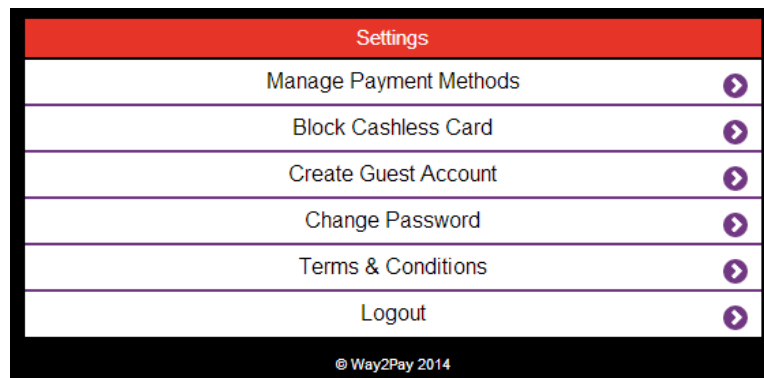 Settings
Manage Payment Methods
Block Cashless Card
Create Guest Account
Change Password
Terms & Conditions
Logout
© Way2Pay 2014